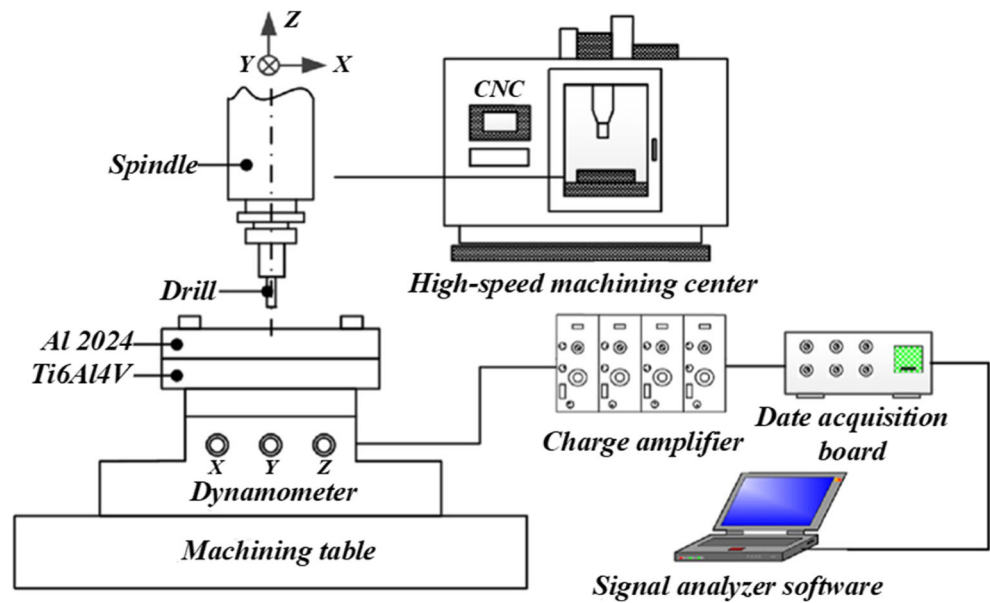 Z
Y
X
CNC
Spindle
High-speed machining center
Drill
Al 2024
Ti6Al4V
X Y Z
Dynamometer
Charge amplifier
Date acquisition
board
Machining table
Signal analyzer software